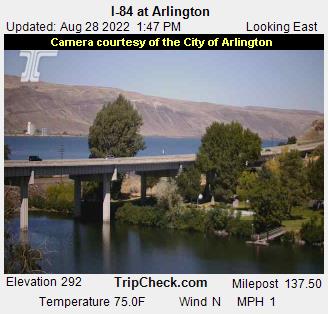 I-84 at Arlington
Updated: Aug 28 2022 1:47 PM Looking East
Camera courtesy of the City of Arlington
Elevation 292 TripCheck.com Milepost 137.50
Temperature 75.0F Wind N MPH 1